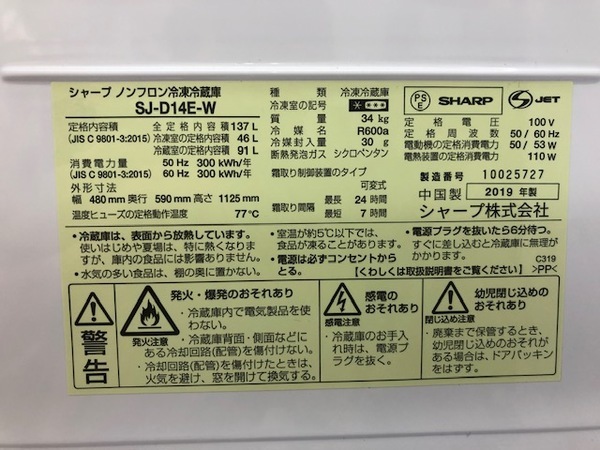 シャープ ノンフロン冷凍冷蔵庫
SJ-D14E-W
定格内容積 全定格内容積 137 L
(JIS C 9801-3:2015) 冷凍室の定格内容積 46 L
冷蔵室の定格内容積 91 L
消費電力量 50 Hz 300 kWh/年
(JIS C 9801-3:2015) 60 Hz 300 kWh/年
外形寸法
幅 480 mm 奥行 590 mm 高さ 1125 mm
温度ヒューズの定格動作温度 77℃
種類 冷凍冷蔵庫
冷凍室の記号
質量 34 kg
冷媒 R600a
冷媒封入量 30 g
断熱発泡ガス シクロペンタン
霜取り制御装置のタイプ
可変式
霜取り間隔 最長 24 時間
最短 7 時間
PS
E
SHARP
JET
定格電圧 100 V
定格周波数 50 / 60 Hz
電動機の定格消費電力 50 / 53 W
電熱装置の定格消費電力 110 W
製造番号 10025727
中国製 2019 年製
シャープ株式会社
・冷蔵庫は、表面から放熱しています。
使いはじめや夏場は、特に熱くなりま
すが、庫内の食品には影響ありません。
・水気の多い食品は、棚の奥に置かない。
・室温が約5℃以下では、
食品が凍ることがあります。
・電源は必ずコンセントから
とる。
・電源プラグを抜いたら6分待つ。
すぐに差し込むと冷蔵庫に無理が
かかります。
【くわしくは取扱説明書をご覧ください】
C319
>PP<
警告
発火・爆発のおそれあり
発火注意
・冷蔵庫内で電気製品を使
わない。
・冷蔵庫背面・側面などに
ある冷却回路(配管)を傷付けない。
・冷却回路(配管)を傷付けたときは、
火気を避け、窓を開けて換気する。
感電の
おそれあり
感電注意
・冷蔵庫のお手入
れ時は、電源プ
ラグを抜く。
幼児閉じ込めの
おそれあり
閉じ込め注意
・廃棄まで保管するとき、
幼児閉じ込めのおそれが
ある場合は、ドアパッキン
をはずす。